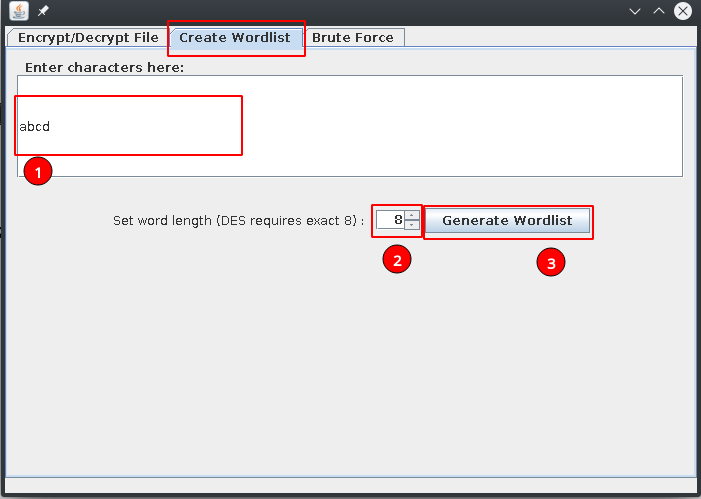 Encrypt/Decrypt File Create Wordlist Brute Force
Enter characters here:
abcd
1
Set word length (DES requires exact 8) : 8 Generate Wordlist
2 3